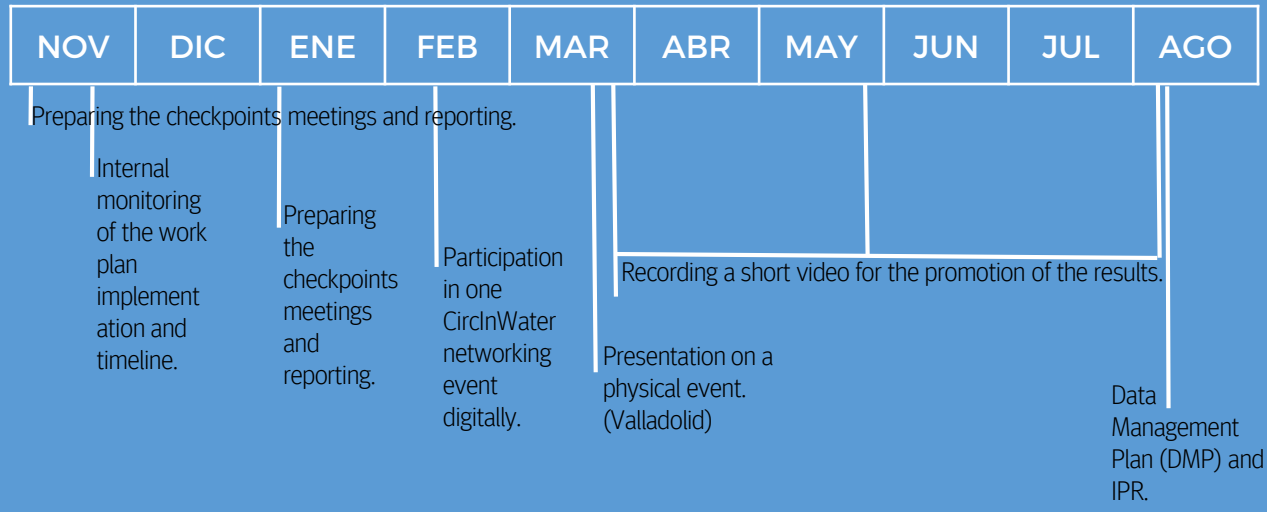 NOV DIC ENE FEB MAR ABR MAY JUN JUL AGO
Preparing the checkpoints meetings and reporting.
Internal
monitoring
of the work
plan
implement
ation and
timeline.
Preparing
the
checkpoints
meetings
and
reporting.
Participation
in one
CircInWater
networking
event
digitally.
Recording a short video for the promotion of the results.
Presentation on a
physical event.
(Valladolid)
Data
Management
Plan (DMP) and
IPR.